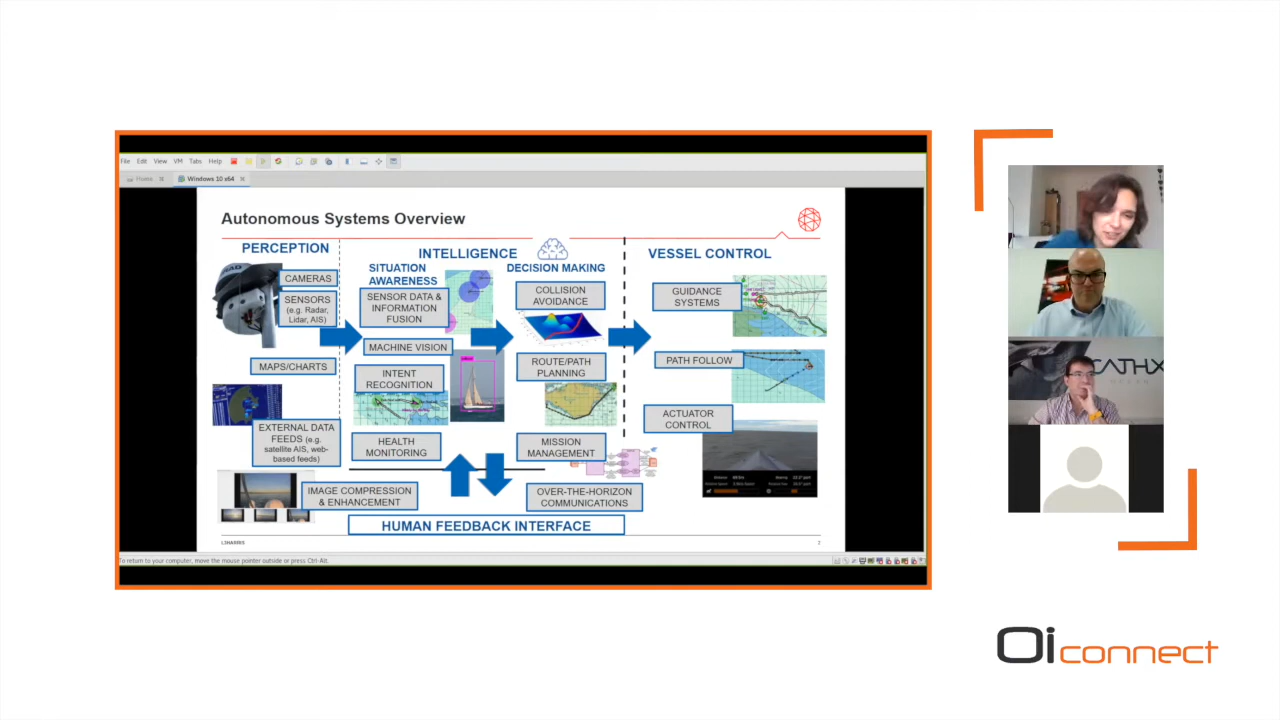 File Edit View VM Tabs Help
Home
Windows 10 x64
Autonomous Systems Overview
PERCEPTION
CAMERAS
SENSORS
(e.g. Radar,
Lidar, AIS)
MAPS/CHARTS
EXTERNAL DATA
FEEDS (e.g.
satellite AIS, web-
based feeds)
INTELLIGENCE
SITUATION
AWARENESS
SENSOR DATA &
INFORMATION
FUSION
MACHINE VISION
INTENT
RECOGNITION
HEALTH
MONITORING
DECISION MAKING
COLLISION
AVOIDANCE
ROUTE/PATH
PLANNING
MISSION
MANAGEMENT
VESSEL CONTROL
GUIDANCE
SYSTEMS
PATH FOLLOW
ACTUATOR
CONTROL
IMAGE COMPRESSION
& ENHANCEMENT
OVER-THE-HORIZON
COMMUNICATIONS
HUMAN FEEDBACK INTERFACE
L3HARRIS
2
To return to your computer, move the mouse pointer outside or press Ctrl-Alt.
CATHX
OCEAN
Oi connect